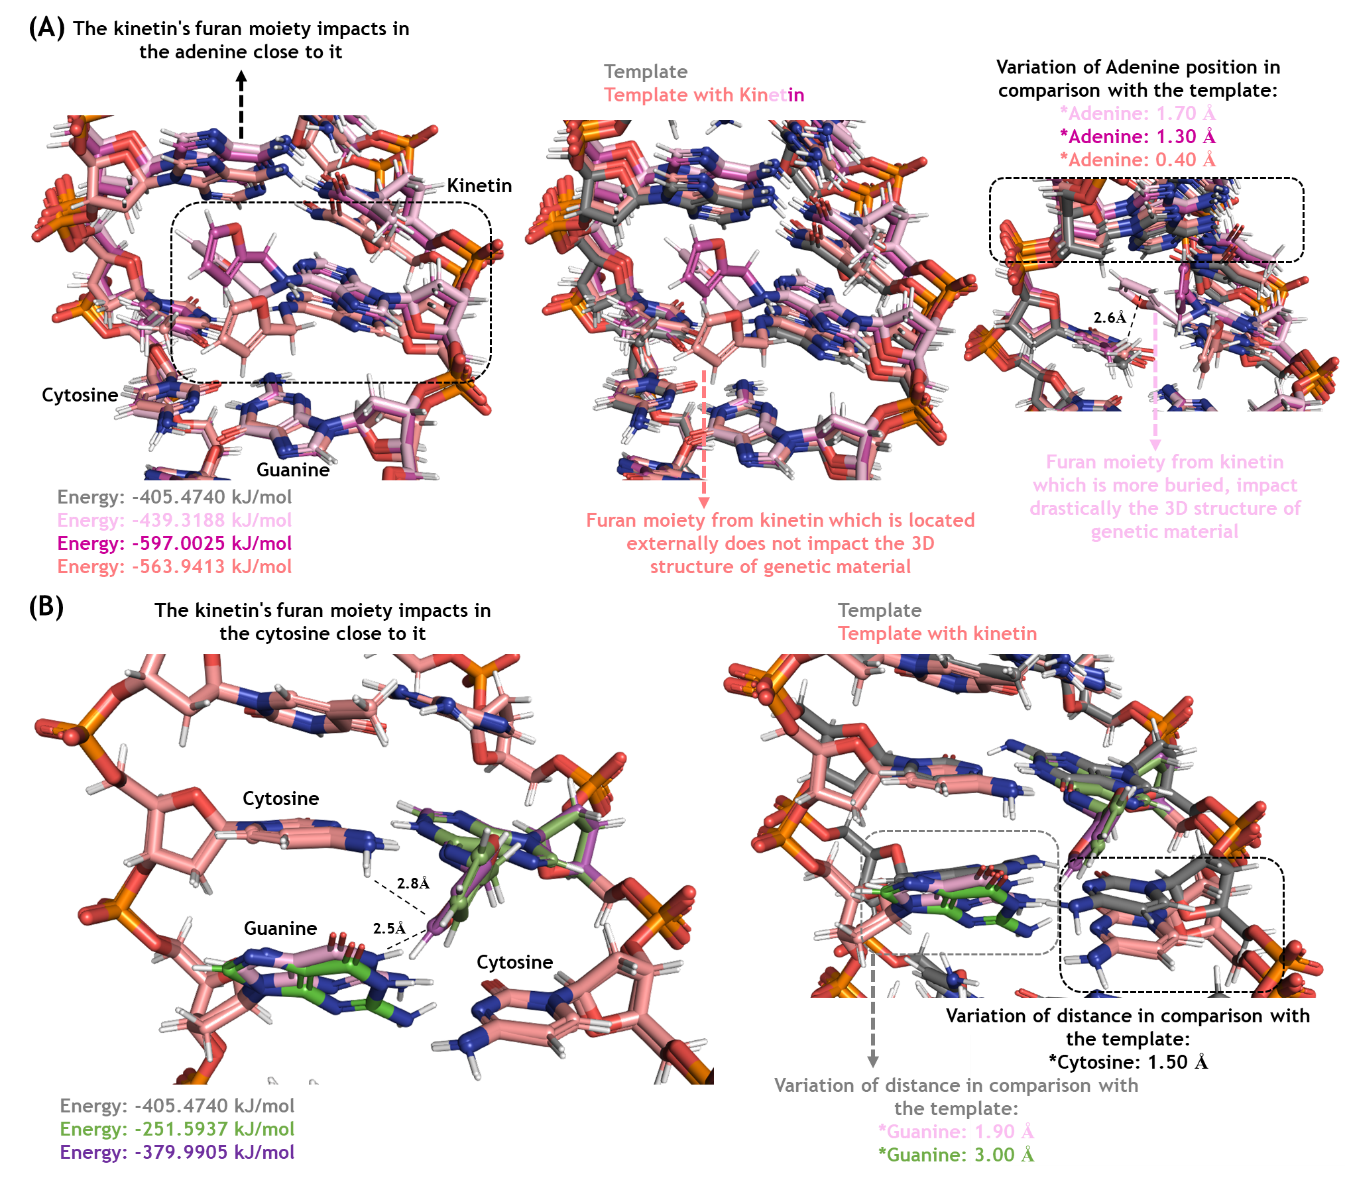 (A)
The kinetin's furan moiety impacts in
the adenine close to it
Template
Template with Kinetin
Variation of Adenine position in
comparison with the template:
*Adenine: 1.70 Å
*Adenine: 1.30 Å
*Adenine: 0.40 Å
Kinetin
2.6Å
Cytosine
Guanine
Energy: -405.4740 kJ/mol
Energy: -439.3188 kJ/mol
Energy: -597.0025 kJ/mol
Energy: -563.9413 kJ/mol
Furan moiety from kinetin which is located
externally does not impact the 3D
structure of genetic material
Furan moiety from kinetin
which is more buried, impact
drastically the 3D structure of
genetic material
(B)
The kinetin's furan moiety impacts in
the cytosine close to it
Template
Template with kinetin
Cytosine
2.8Å
2.5Å
Guanine
Cytosine
Energy: -405.4740 kJ/mol
Energy: -251.5937 kJ/mol
Energy: -379.9905 kJ/mol
Variation of distance in comparison with
the template:
*Cytosine: 1.50 Å
Variation of distance in comparison with
the template:
*Guanine: 1.90 Å
*Guanine: 3.00 Å